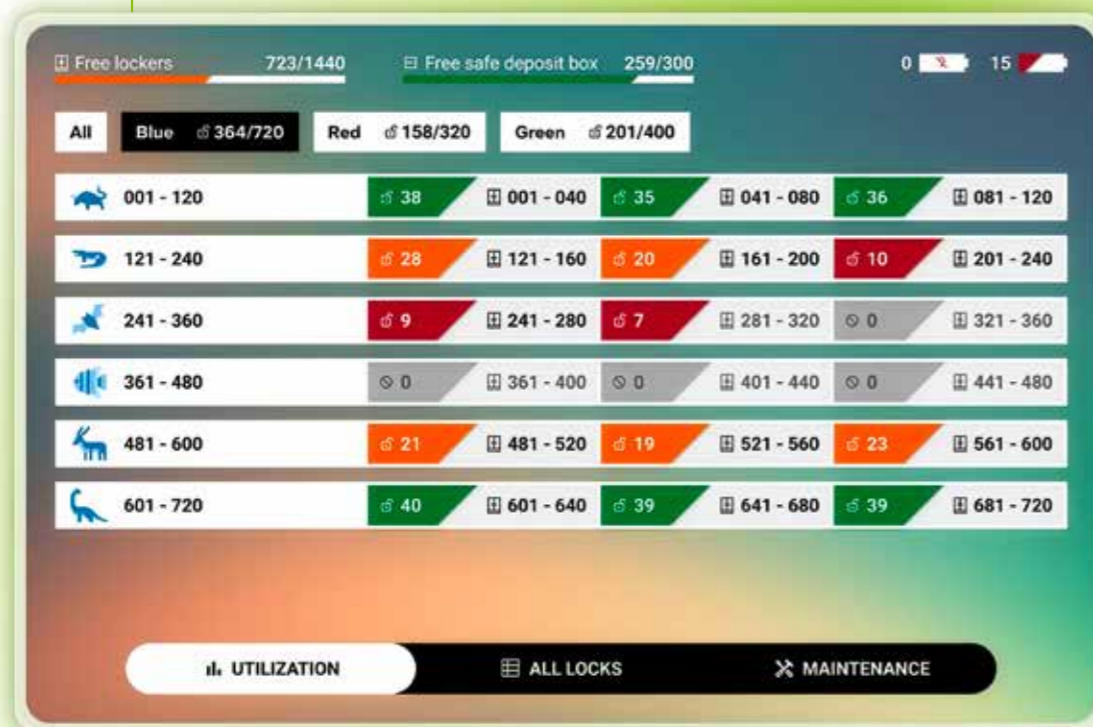 Free lockers 723/1440 Free safe deposit box 259/300 0 15
All Blue 364/720 Red 158/320 Green 201/400
001 - 120 38 001 - 040 35 041 - 080 36 081 - 120
121 - 240 28 121 - 160 20 161 - 200 10 201 - 240
241 - 360 9 241 - 280 7 281 - 320 0 321 - 360
361 - 480 0 361 - 400 0 401 - 440 0 441 - 480
481 - 600 21 481 - 520 19 521 - 560 23 561 - 600
601 - 720 40 601 - 640 39 641 - 680 39 681 - 720
UTILIZATION ALL LOCKS MAINTENANCE